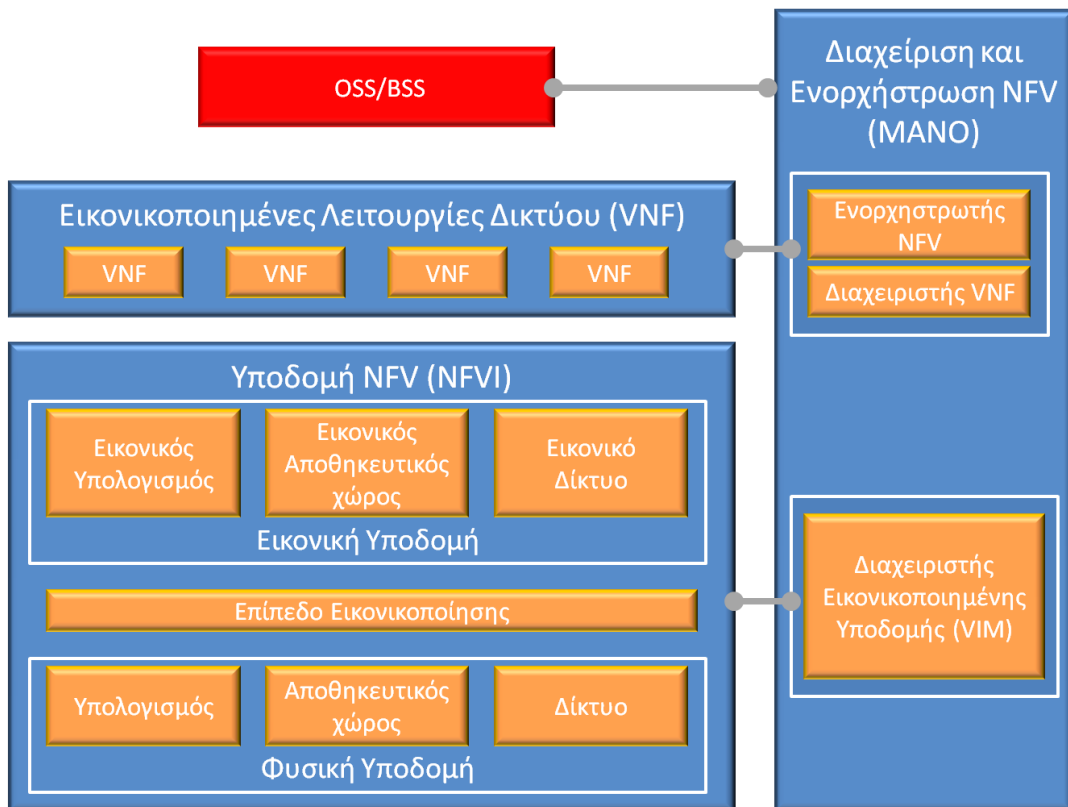 OSS/BSS
Διαχείριση και
Ενορχήστρωση NFV
(MANO)
Εικονικοποιημένες Λειτουργίες Δικτύου (VNF)
VNF
VNF
VNF
VNF
Ενορχηστρωτής
NFV
Διαχειριστής VNF
Υποδομή NFV (NFVI)
Εικονικός
Υπολογισμός
Εικονικός
Αποθηκευτικός
χώρος
Εικονικό
Δίκτυο
Εικονική Υποδομή
Επίπεδο Εικονικοποίησης
Διαχειριστής
Εικονικοποιημένης
Υποδομής (VIM)
Υπολογισμός
Αποθηκευτικός
χώρος
Δίκτυο
Φυσική Υποδομή